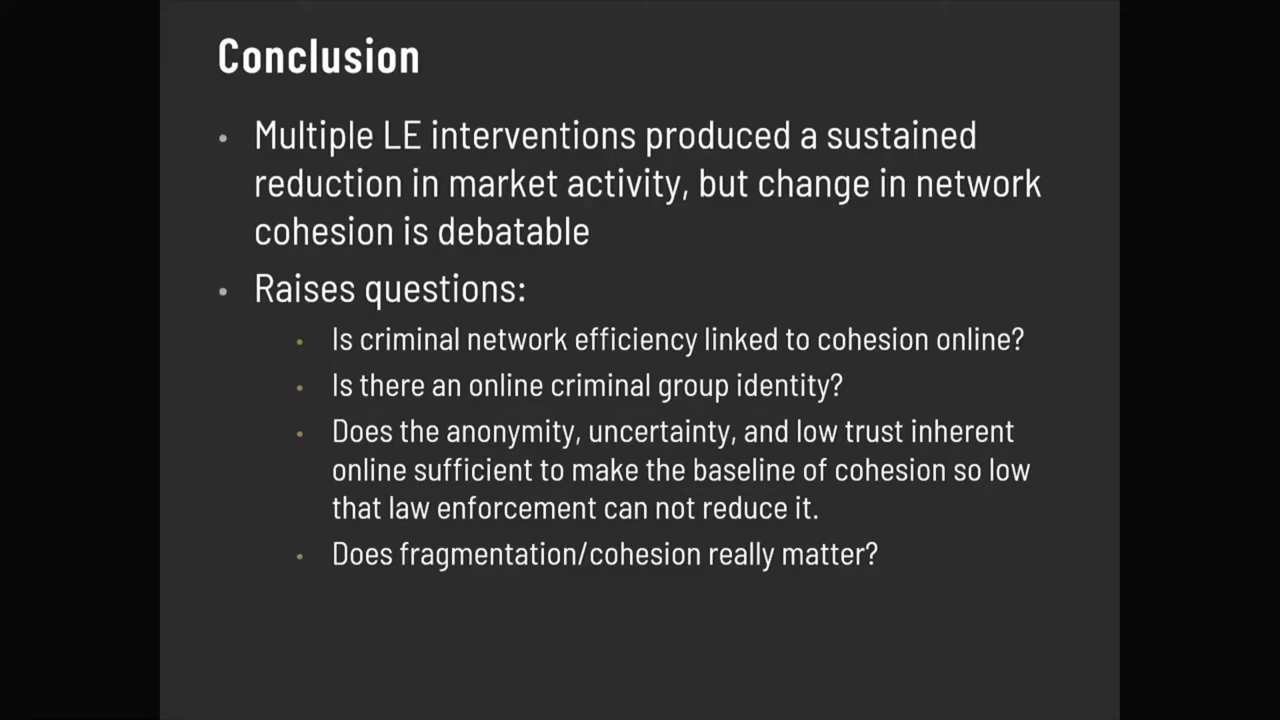 Conclusion
• Multiple LE interventions produced a sustained
reduction in market activity, but change in network
cohesion is debatable
• Raises questions:
• Is criminal network efficiency linked to cohesion online?
• Is there an online criminal group identity?
• Does the anonymity, uncertainty, and low trust inherent
online sufficient to make the baseline of cohesion so low
that law enforcement can not reduce it.
• Does fragmentation/cohesion really matter?